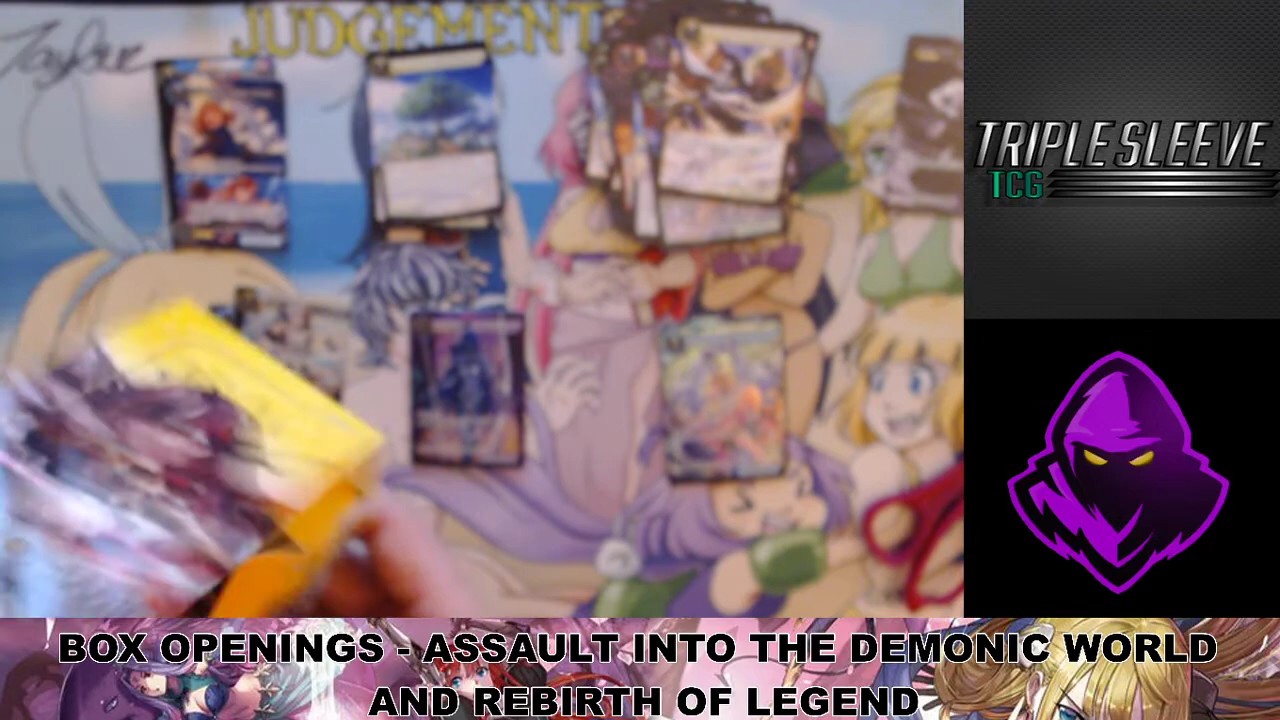 JUDGEMENT
TRIPLE SLEEVE
TCG
BOX OPENINGS - ASSAULT INTO THE DEMONIC WORLD
AND REBIRTH OF LEGEND